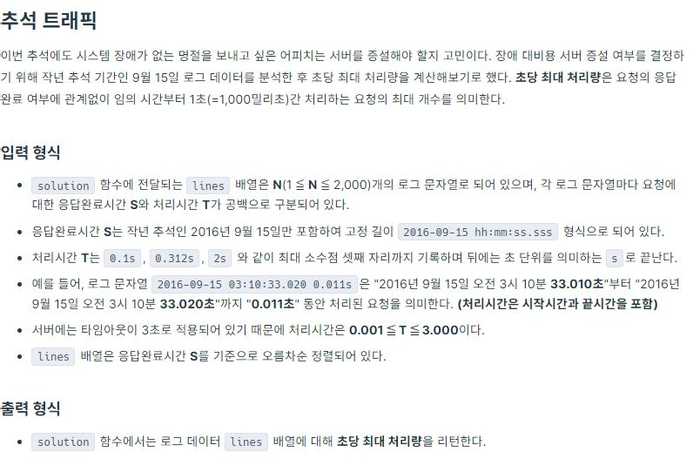 추석 트래픽
이번 추석에도 시스템 장애가 없는 명절을 보내고 싶은 어피치는 서버를 증설해야 할지 고민이다. 장애 대비용 서버 증설 여부를 결정하
기 위해 작년 추석 기간인 9월 15일 로그 데이터를 분석한 후 초당 최대 처리량을 계산해보기로 했다. 초당 최대 처리량은 요청의 응답
완료 여부에 관계없이 임의 시간부터 1초(=1,000밀리초)간 처리하는 요청의 최대 개수를 의미한다.
입력 형식
• solution 함수에 전달되는 lines 배열은 N(1 ≦ N ≦ 2,000)개의 로그 문자열로 되어 있으며, 각 로그 문자열마다 요청에
대한 응답완료시간 S와 처리시간 T가 공백으로 구분되어 있다.
• 응답완료시간 S는 작년 추석인 2016년 9월 15일만 포함하여 고정 길이 2016-09-15 hh:mm:ss.sss 형식으로 되어 있다.
• 처리시간 T는 0.1s , 0.312s , 2s 와 같이 최대 소수점 셋째 자리까지 기록하며 뒤에는 초 단위를 의미하는 s 로 끝난다.
• 예를 들어, 로그 문자열 2016-09-15 03:10:33.020 0.011s 은 "2016년 9월 15일 오전 3시 10분 33.010초"부터 "2016년
9월 15일 오전 3시 10분 33.020초"까지 "0.011초" 동안 처리된 요청을 의미한다. (처리시간은 시작시간과 끝시간을 포함)
• 서버에는 타임아웃이 3초로 적용되어 있기 때문에 처리시간은 0.001 ≦ T ≦ 3.000이다.
• lines 배열은 응답완료시간 S를 기준으로 오름차순 정렬되어 있다.
출력 형식
• solution 함수에서는 로그 데이터 lines 배열에 대해 초당 최대 처리량을 리턴한다.